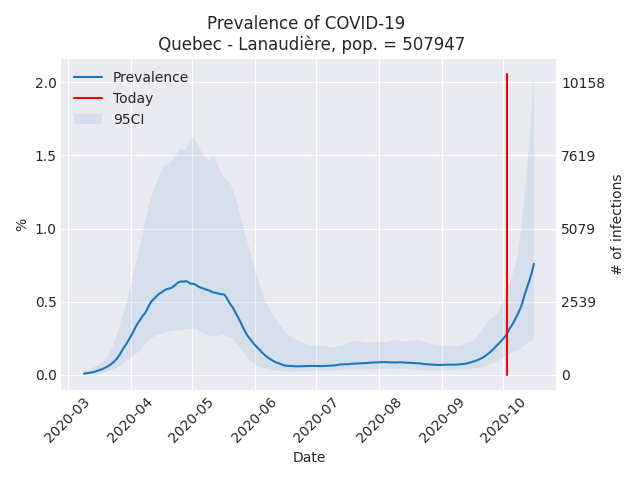 Prevalence of COVID-19
Quebec - Lanaudière, pop. = 507947
Prevalence
Today
95CI
2.0
1.5
1.0
0.5
0.0
%
10158
7619
5079
2539
0
# of infections
2020-03
2020-04
2020-05
2020-06
2020-07
2020-08
2020-09
2020-10
Date